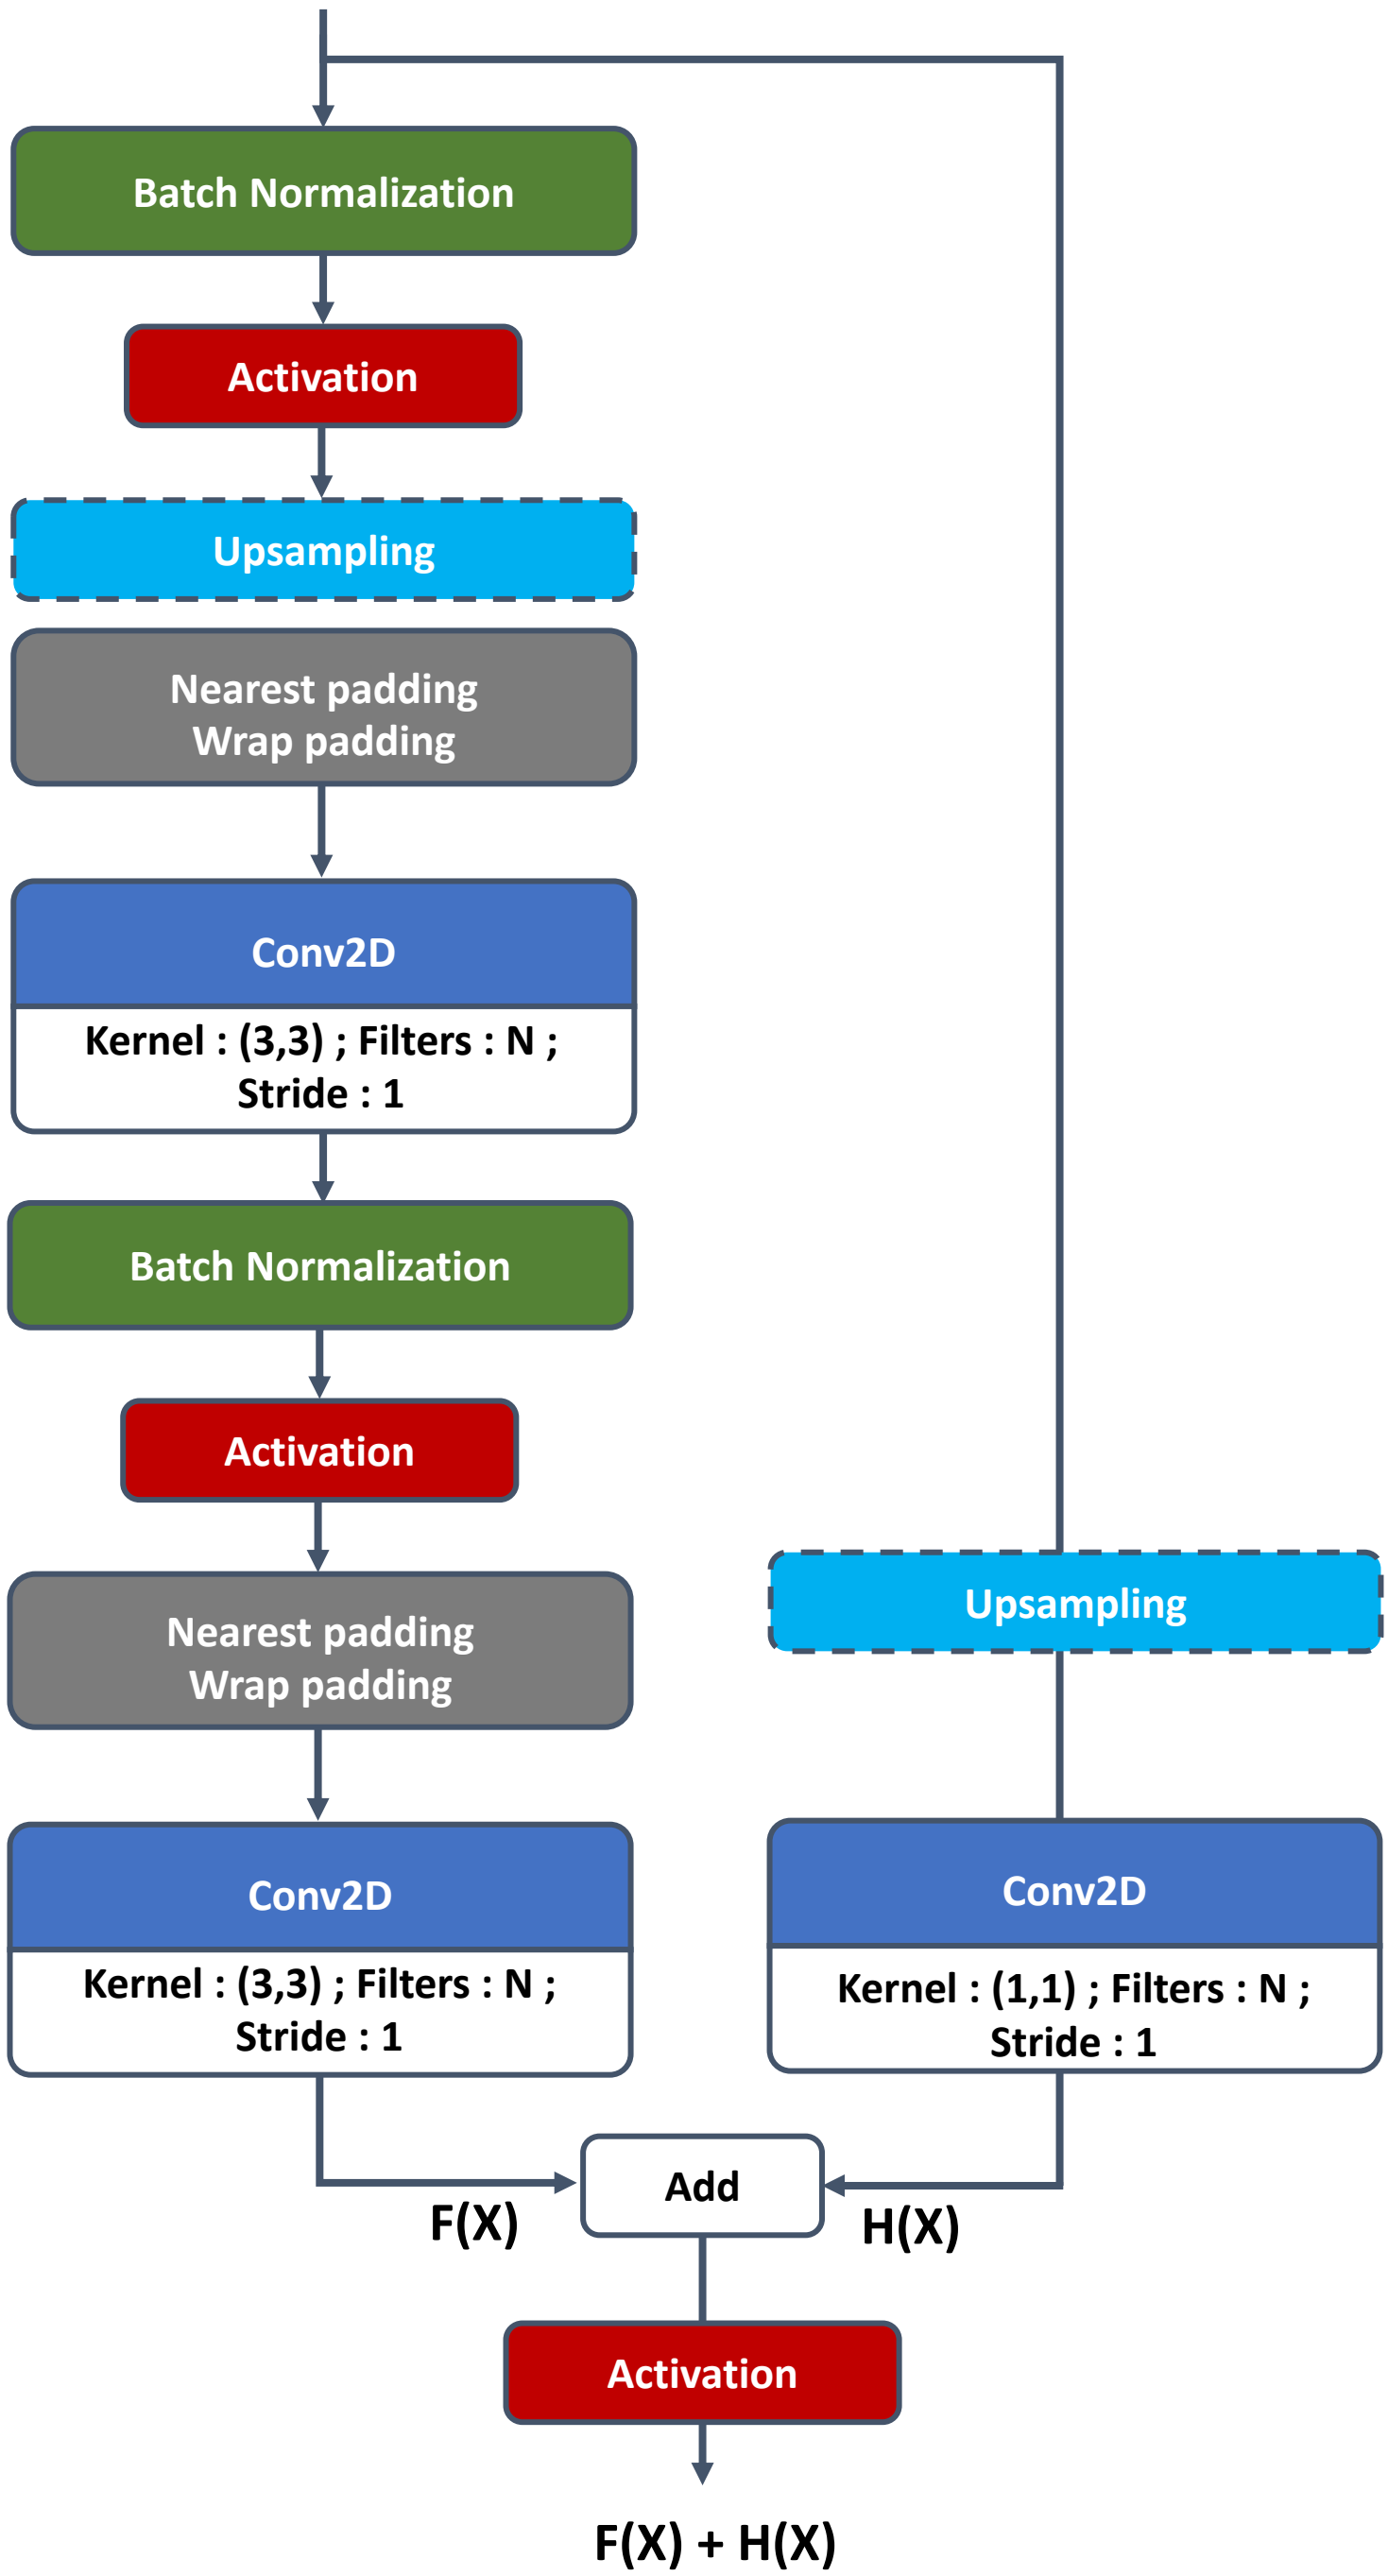 Batch Normalization
Activation
Upsampling
Nearest padding
Wrap padding
Conv2D
Kernel : (3,3) ; Filters : N ;
Stride : 1
Batch Normalization
Activation
Nearest padding
Wrap padding
Conv2D
Kernel : (3,3) ; Filters : N ;
Stride : 1
Upsampling
Conv2D
Kernel : (1,1) ; Filters : N ;
Stride : 1
Add
F(X)
H(X)
Activation
F(X) + H(X)